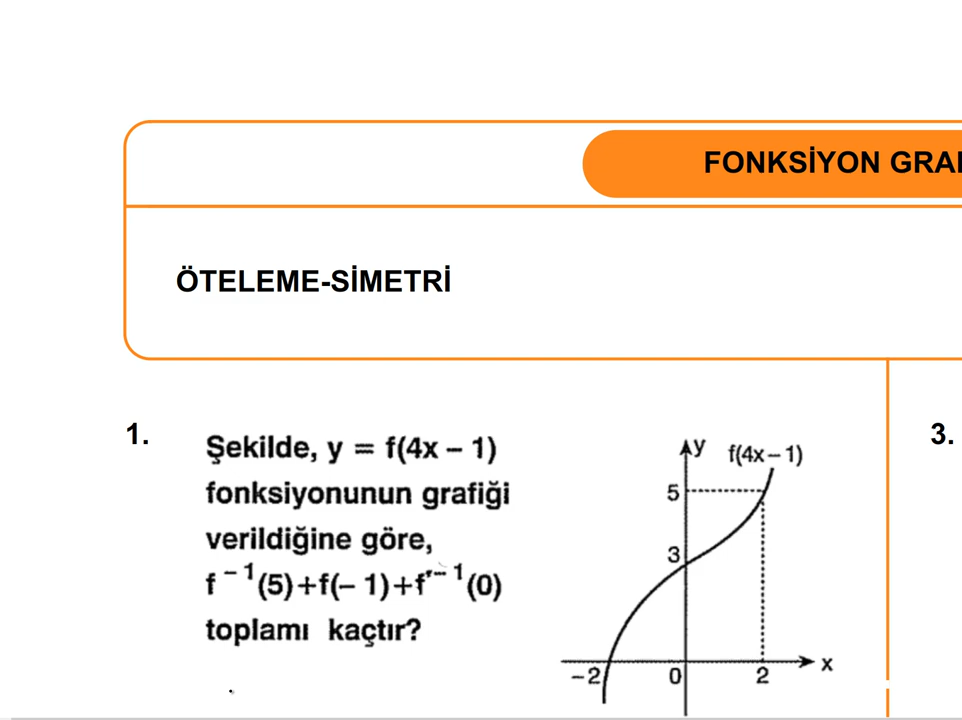 FONKSİYON GRA
ÖTELEME-SİMETRİ
1.
Şekilde, y = f(4x – 1)
fonksiyonunun grafiği
verildiğine göre,
f⁻¹(5)+f(– 1)+f⁻¹(0)
toplamı kaçtır?
y
f(4x – 1)
5
3
–2
0
2
x
3.